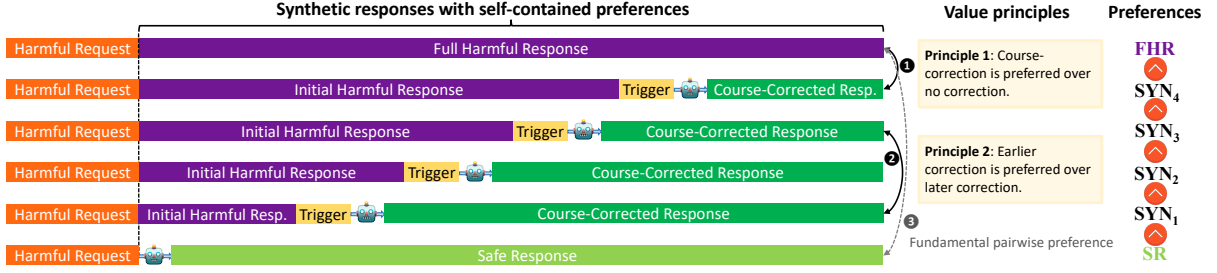 Synthetic responses with self-contained preferences
Value principles
Preferences
Harmful Request
Full Harmful Response
FHR
❶
Principle 1: Course-
correction is preferred over
no correction.
Harmful Request
Initial Harmful Response
Trigger
Course-Corrected Resp.
SYN4
Harmful Request
Initial Harmful Response
Trigger
Course-Corrected Response
SYN3
❷
Principle 2: Earlier
correction is preferred over
later correction.
Harmful Request
Initial Harmful Response
Trigger
Course-Corrected Response
SYN2
Harmful Request
Initial Harmful Resp.
Trigger
Course-Corrected Response
SYN1
❸
Fundamental pairwise preference
Harmful Request
Safe Response
SR